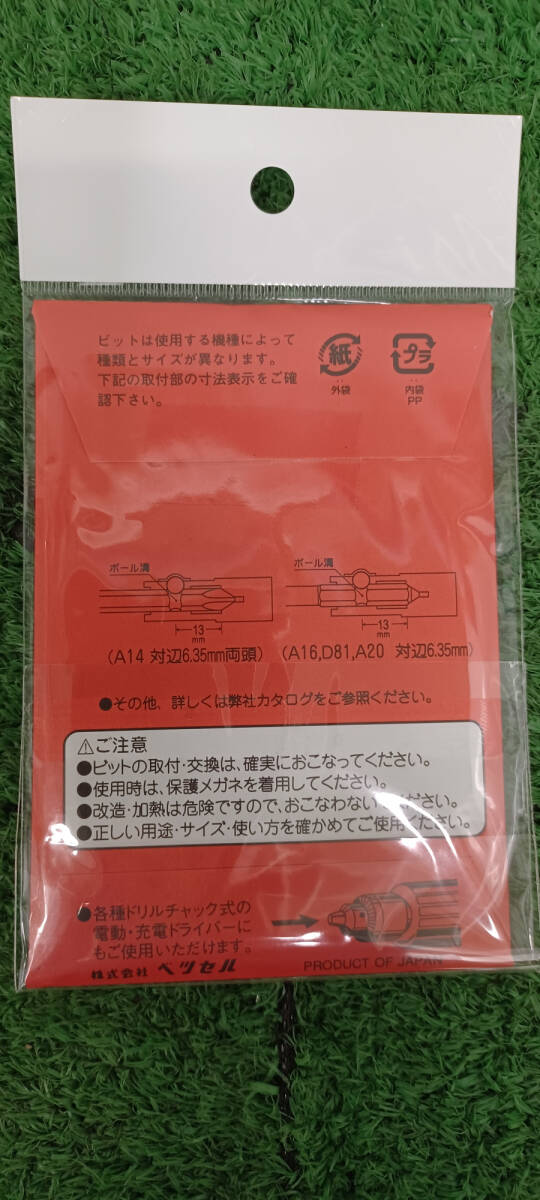 ビットは使用する機種によって
種類とサイズが異なります。
下記の取付部の寸法表示をご確
認下さい。
紙
外袋
プラ
内袋
PP
ボール溝
13
mm
(A14 対辺6.35mm両頭)
ボール溝
13
mm
(A16,D81,A20 対辺6.35mm)
●その他、詳しくは弊社カタログをご参照ください。
⚠ご注意
●ビットの取付・交換は、確実におこなってください。
●使用時は、保護メガネを着用してください。
●改造・加熱は危険ですので、おこなわない ださい。
●正しい用途・サイズ・使い方を確かめてご使用ください。
●各種ドリルチャック式の
電動・充電ドライバーに
もご使用いただけます。
株式会社 ベッセル
PRODUCT OF JAPAN